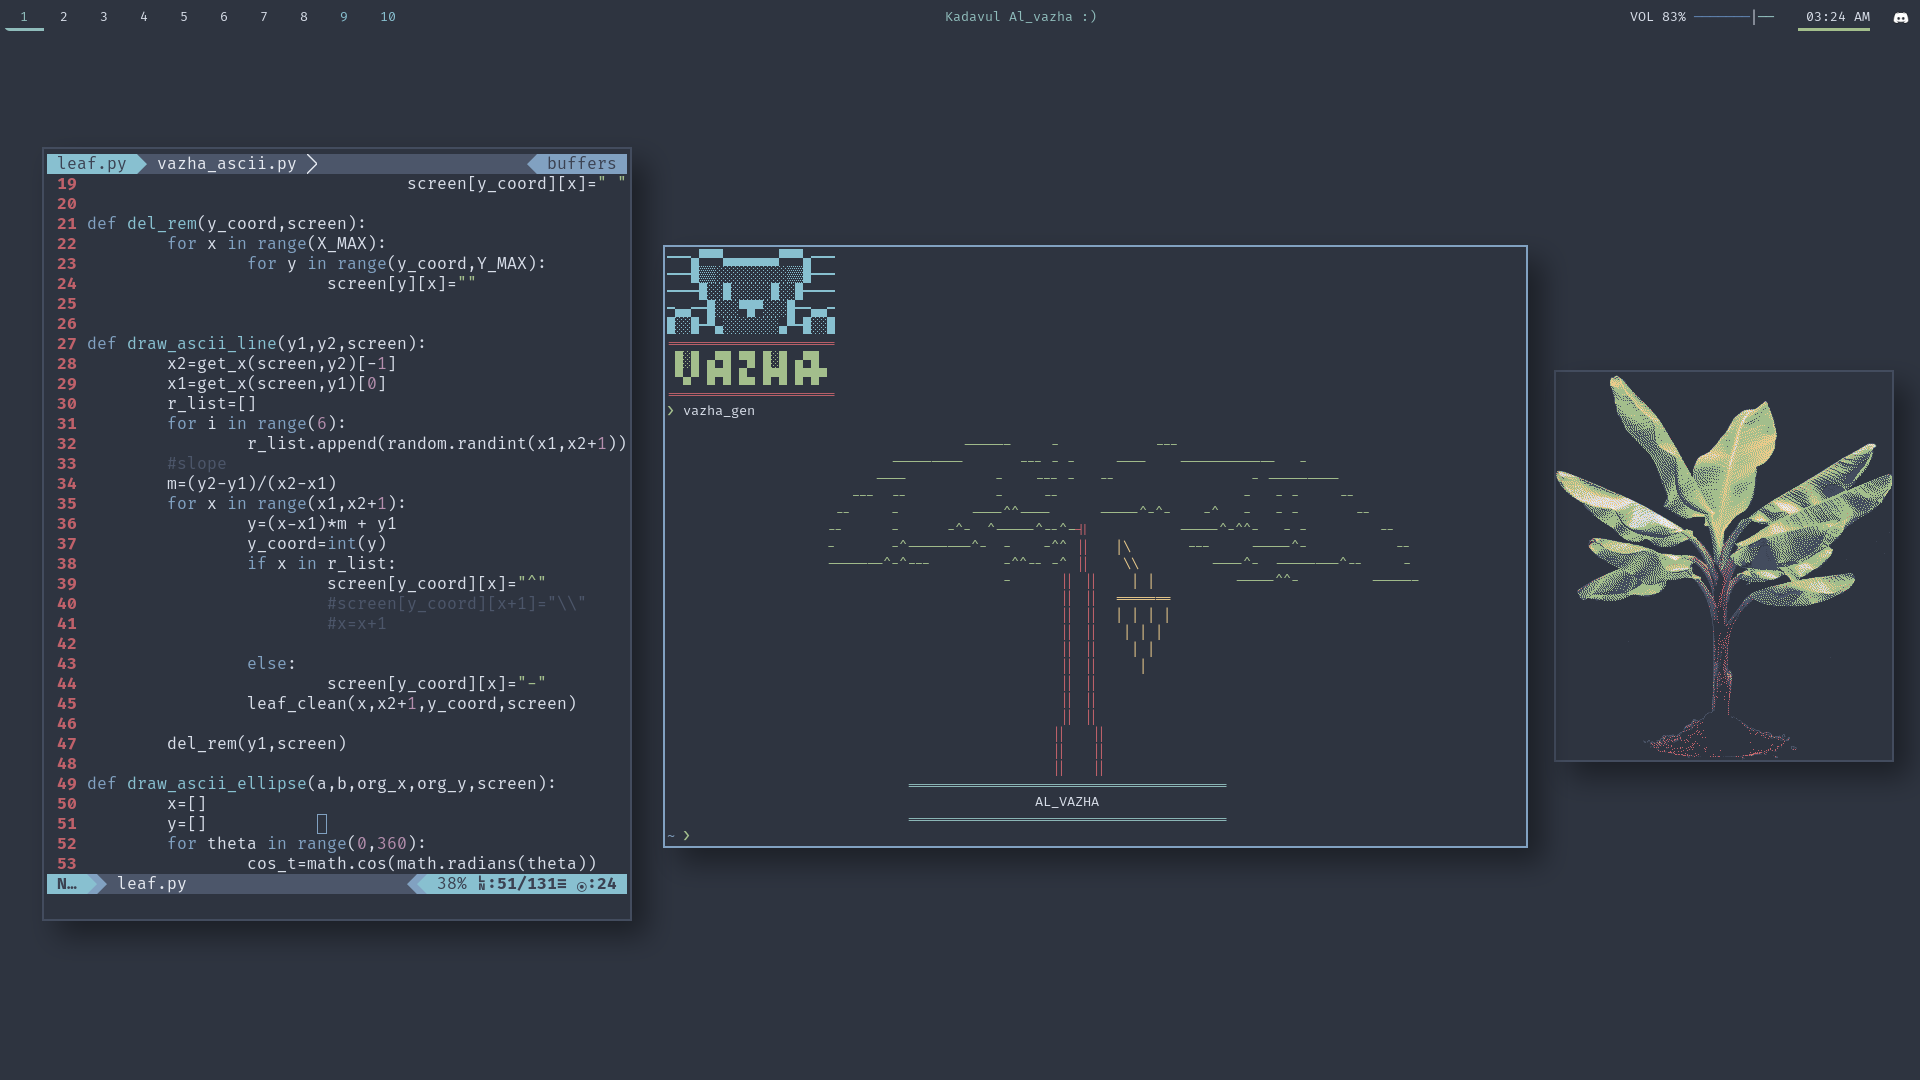 1 2 3 4 5 6 7 8 9 10
Kadavul Al_vazha :)
VOL 83%
03:24 AM
leaf.py vazha_ascii.py buffers
19 screen[y_coord][x]=" "
20
21 def del_rem(y_coord,screen):
22 for x in range(X_MAX):
23 for y in range(y_coord,Y_MAX):
24 screen[y][x]=""
25
26
27 def draw_ascii_line(y1,y2,screen):
28 x2=get_x(screen,y2)[-1]
29 x1=get_x(screen,y1)[0]
30 r_list=[]
31 for i in range(6):
32 r_list.append(random.randint(x1,x2+1))
33 #slope
34 m=(y2-y1)/(x2-x1)
35 for x in range(x1,x2+1):
36 y=(x-x1)*m + y1
37 y_coord=int(y)
38 if x in r_list:
39 screen[y_coord][x]="^"
40 #screen[y_coord][x+1]="\\"
41 #x=x+1
42
43 else:
44 screen[y_coord][x]="-"
45 leaf_clean(x,x2+1,y_coord,screen)
46
47 del_rem(y1,screen)
48
49 def draw_ascii_ellipse(a,b,org_x,org_y,screen):
50 x=[]
51 y=[]
52 for theta in range(0,360):
53 cos_t=math.cos(math.radians(theta))
N… leaf.py 38% ㏑:51/131≡ :24
VAZHA
❯ vazha_gen
AL_VAZHA
~ ❯